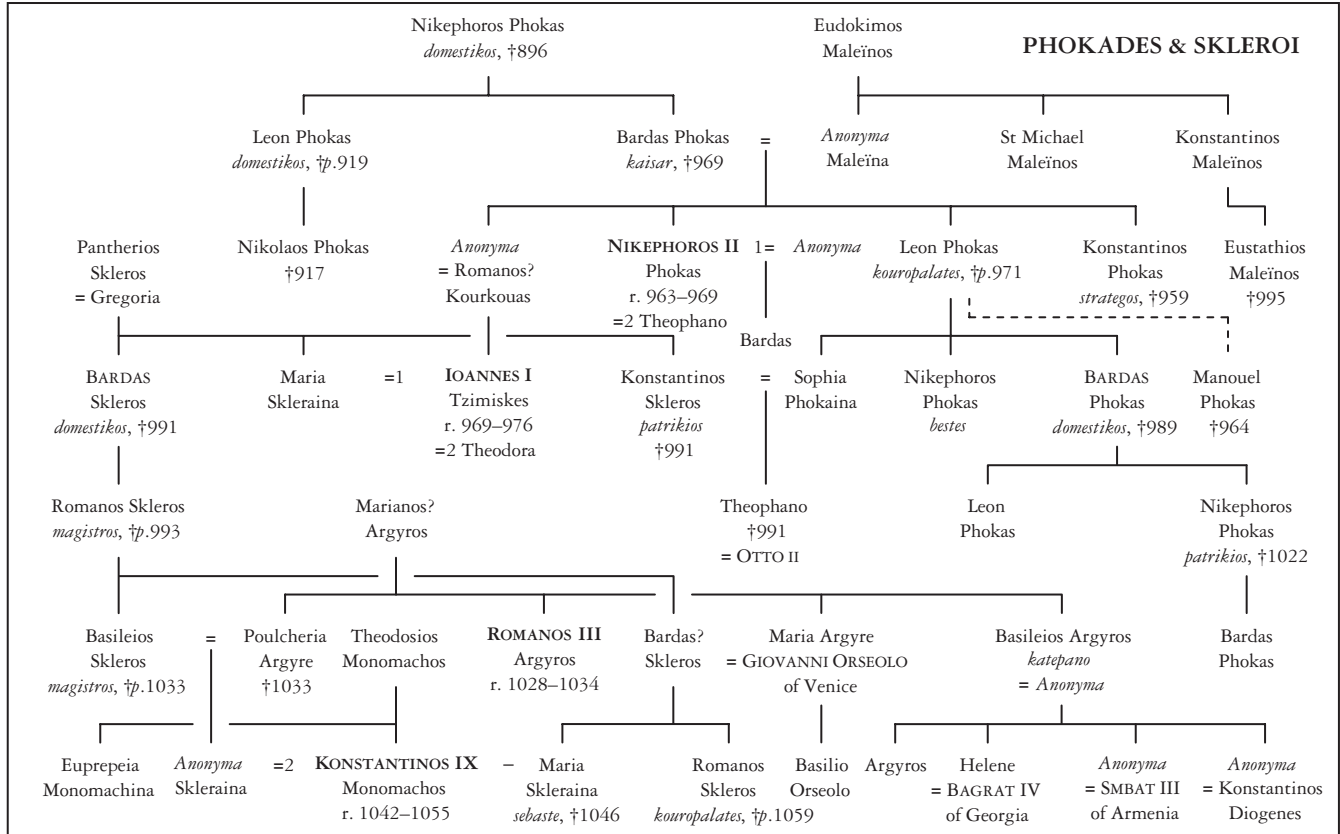 PHOKADES & SKLEROI
Nikephoros Phokas
domestikos, †896
Eudokimos
Maleïnos
Leon Phokas
domestikos, †p.919
Bardas Phokas
kaisar, †969
=
Anonyma
Maleïna
St Michael
Maleïnos
Konstantinos
Maleïnos
Pantherios
Skleros
= Gregoria
Nikolaos Phokas
†917
Anonyma
= Romanos?
Kourkouas
NIKEPHOROS II
Phokas
r. 963–969
=2 Theophano
1=
Anonyma
Bardas
Leon Phokas
kouropalates, †p.971
Konstantinos
Phokas
strategos, †959
Eustathios
Maleïnos
†995
BARDAS
Skleros
domestikos, †991
Maria
Skleraina
=1
IOANNES I
Tzimiskes
r. 969–976
=2 Theodora
Konstantinos
Skleros
patrikios
†991
=
Sophia
Phokaina
Nikephoros
Phokas
bestes
BARDAS
Phokas
domestikos, †989
Manouel
Phokas
†964
Romanos Skleros
magistros, †p.993
Marianos?
Argyros
Theophano
†991
= OTTO II
Leon
Phokas
Nikephoros
Phokas
patrikios, †1022
Basileios
Skleros
magistros, †p.1033
=
Poulcheria
Argyre
†1033
Theodosios
Monomachos
ROMANOS III
Argyros
r. 1028–1034
Bardas?
Skleros
Maria Argyre
= GIOVANNI ORSEOLO
of Venice
Basileios Argyros
katepano
= Anonyma
Bardas
Phokas
Euprepeia
Monomachina
Anonyma
Skleraina
=2
KONSTANTINOS IX
Monomachos
r. 1042–1055
–
Maria
Skleraina
sebaste, †1046
Romanos
Skleros
kouropalates, †p.1059
Basilio
Orseolo
Argyros
Helene
= BAGRAT IV
of Georgia
Anonyma
= SMBAT III
of Armenia
Anonyma
= Konstantinos
Diogenes